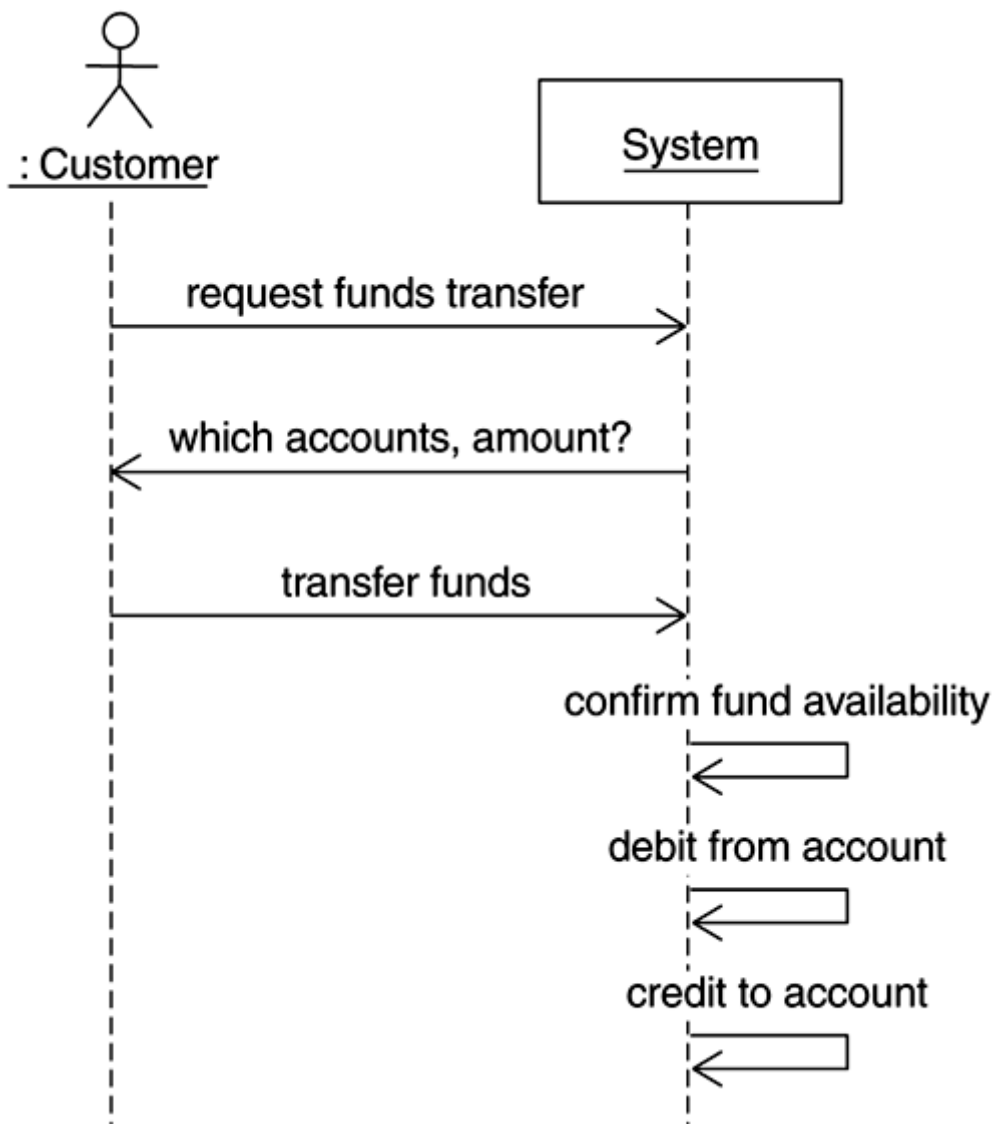 : Customer
System
request funds transfer
which accounts, amount?
transfer funds
confirm fund availability
debit from account
credit to account